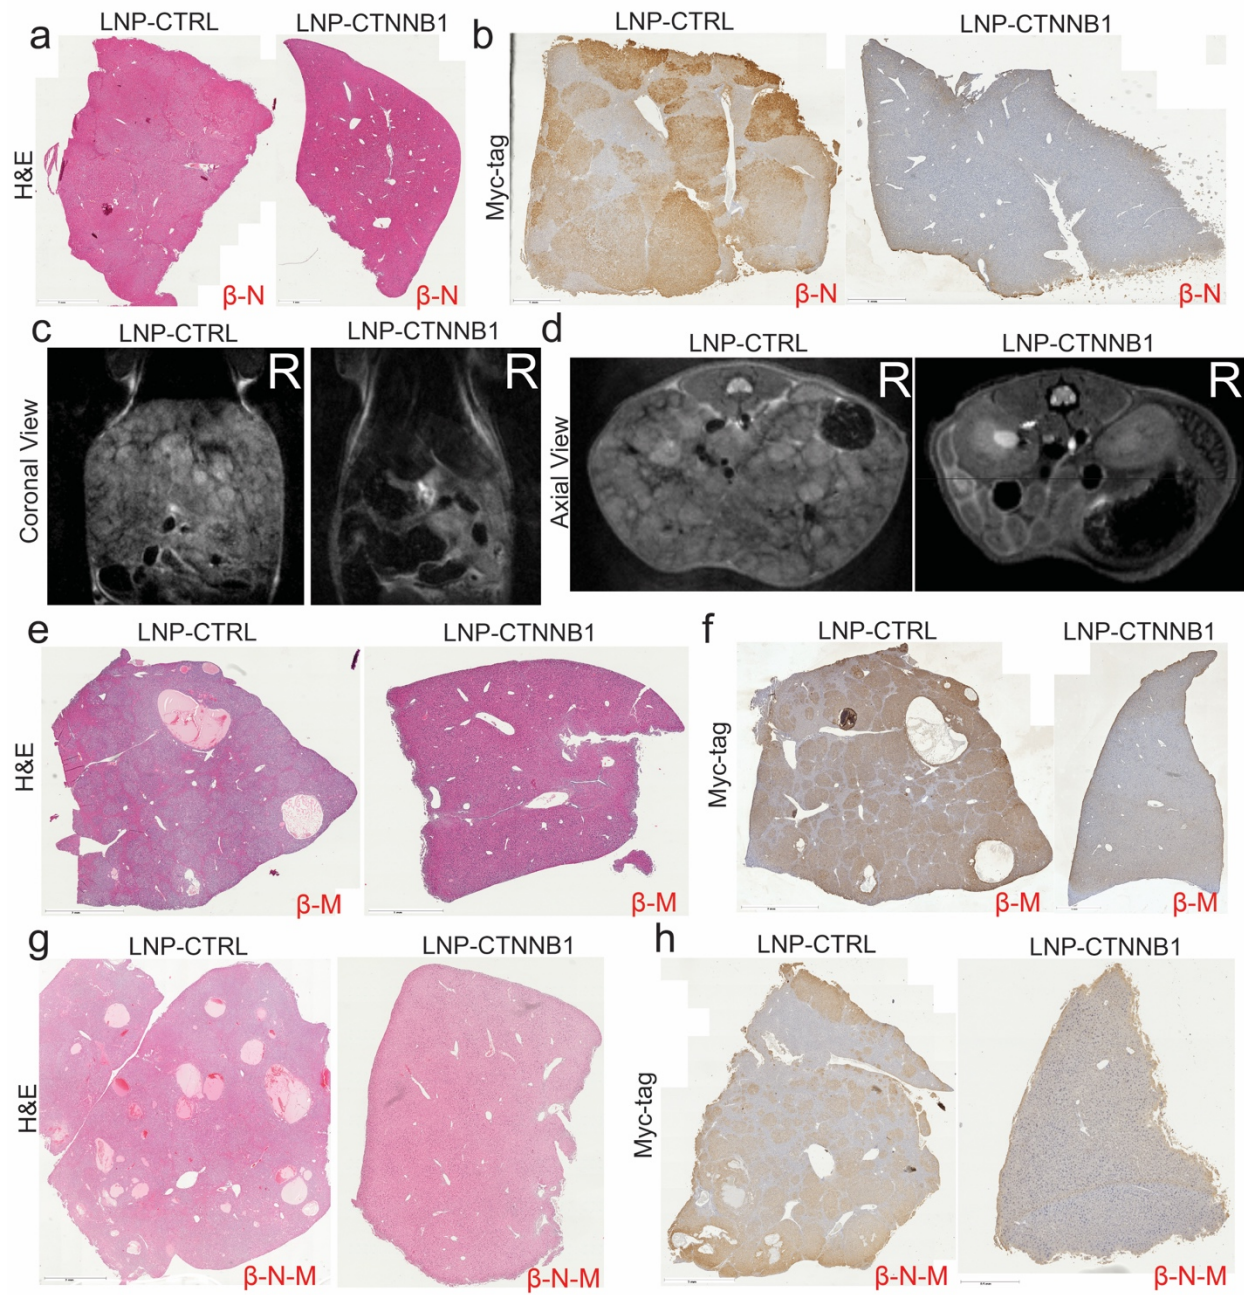 a
LNP-CTRL
LNP-CTNNB1
H&E
β-N
β-N
b
LNP-CTRL
LNP-CTNNB1
Myc-tag
β-N
β-N
c
LNP-CTRL
LNP-CTNNB1
Coronal View
R
R
d
LNP-CTRL
LNP-CTNNB1
Axial View
R
R
e
LNP-CTRL
LNP-CTNNB1
H&E
β-M
β-M
f
LNP-CTRL
LNP-CTNNB1
Myc-tag
β-M
β-M
g
LNP-CTRL
LNP-CTNNB1
H&E
β-N-M
β-N-M
h
LNP-CTRL
LNP-CTNNB1
Myc-tag
β-N-M
β-N-M